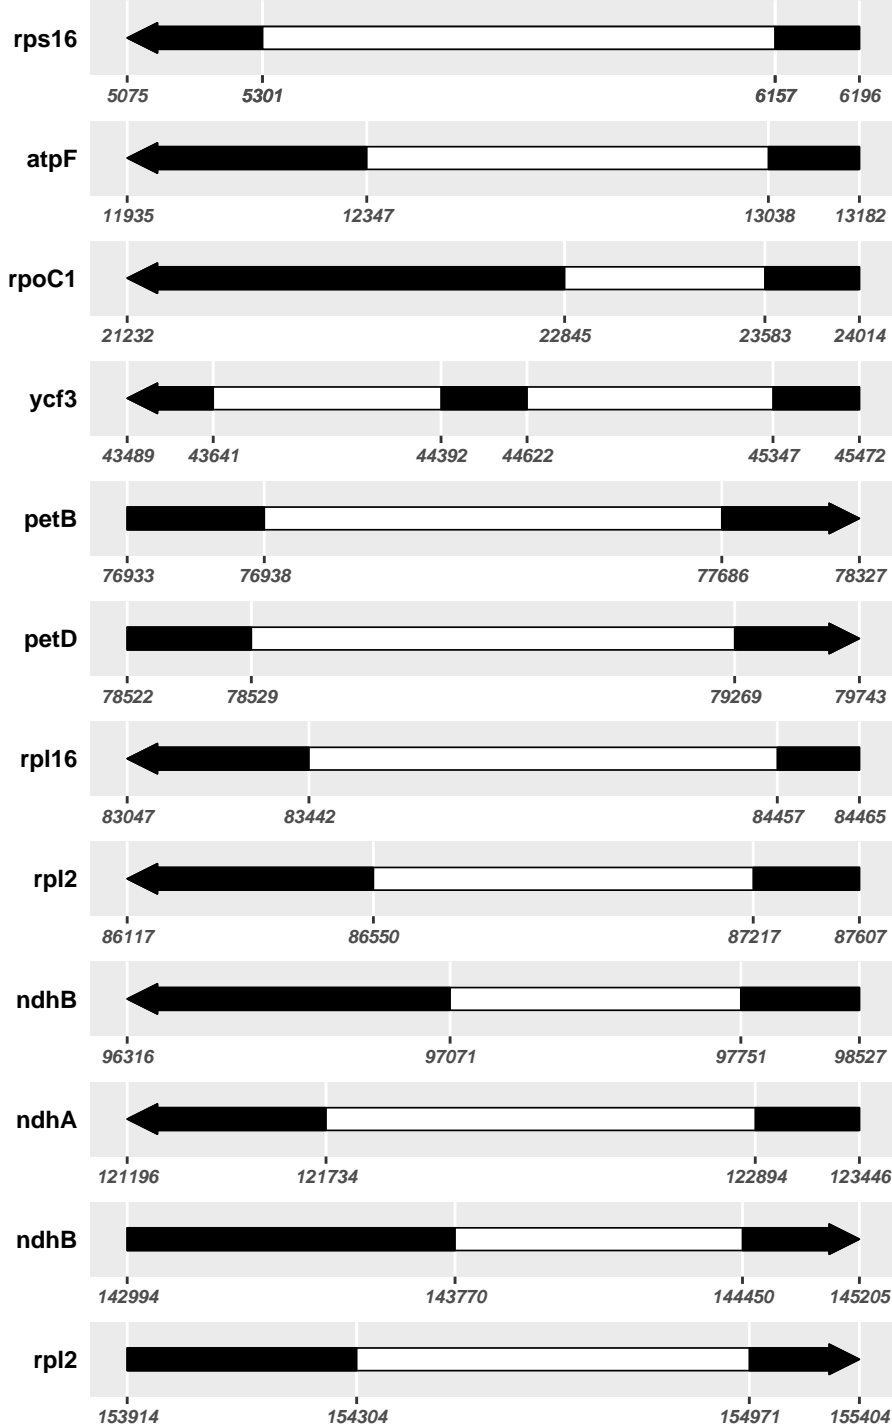 rps16
5075 5301 6157 6196
atpF
11935 12347 13038 13182
rpoC1
21232 22845 23583 24014
ycf3
43489 43641 44392 44622 45347 45472
petB
76933 76938 77686 78327
petD
78522 78529 79269 79743
rpl16
83047 83442 84457 84465
rpl2
86117 86550 87217 87607
ndhB
96316 97071 97751 98527
ndhA
121196 121734 122894 123446
ndhB
142994 143770 144450 145205
rpl2
153914 154304 154971 155404